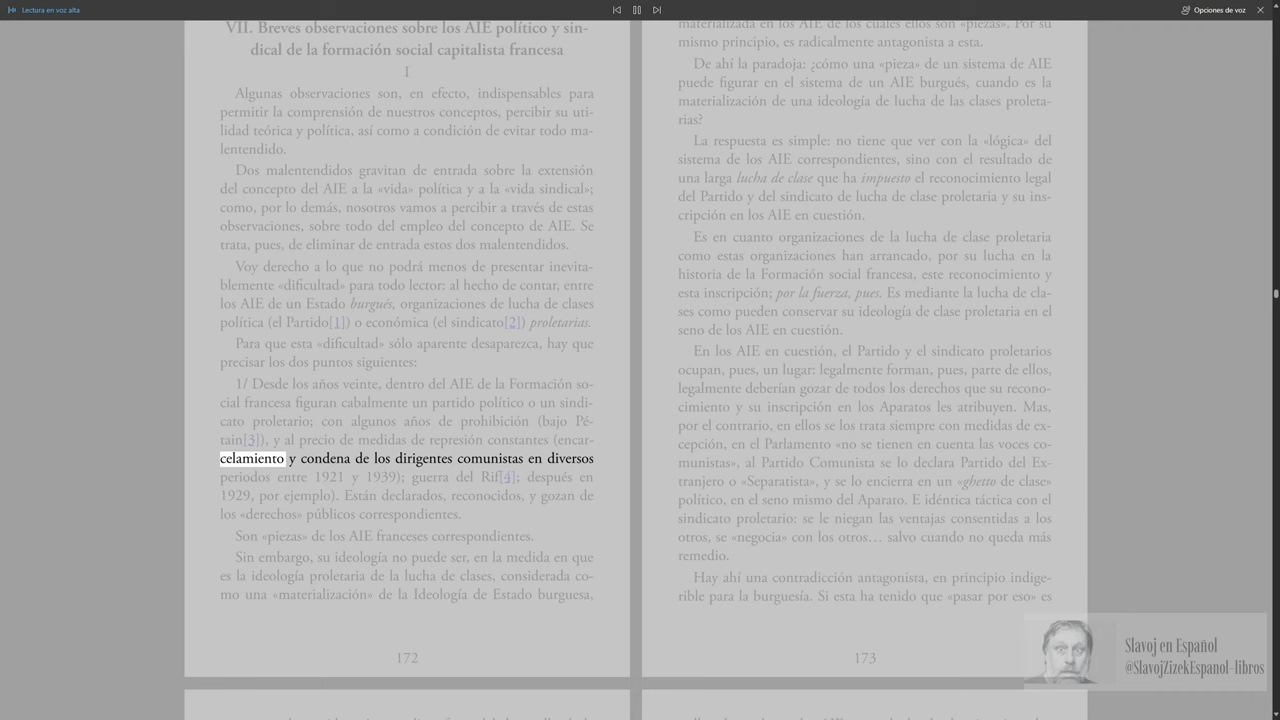 Lectura en voz alta
Opciones de voz
VII. Breves observaciones sobre los AIE político y sin-
dical de la formación social capitalista francesa
I
Algunas observaciones son, en efecto, indispensables para
permitir la comprensión de nuestros conceptos, percibir su uti-
lidad teórica y política, así como a condición de evitar todo ma-
lentendido.
Dos malentendidos gravitan de entrada sobre la extensión
del concepto del AIE a la «vida» política y a la «vida sindical»;
como, por lo demás, nosotros vamos a percibir a través de estas
observaciones, sobre todo del empleo del concepto de AIE. Se
trata, pues, de eliminar de entrada estos dos malentendidos.
Voy derecho a lo que no podrá menos de presentar inevita-
blemente «dificultad» para todo lector: al hecho de contar, entre
los AIE de un Estado burgués, organizaciones de lucha de clases
política (el Partido[1]) o económica (el sindicato[2]) proletarias.
Para que esta «dificultad» sólo aparente desaparezca, hay que
precisar los dos puntos siguientes:
1/ Desde los años veinte, dentro del AIE de la Formación so-
cial francesa figuran cabalmente un partido político o un sindi-
cato proletario; con algunos años de prohibición (bajo Pé-
tain[3]), y al precio de medidas de represión constantes (encar-
celamiento y condena de los dirigentes comunistas en diversos
periodos entre 1921 y 1939); guerra del Rif[4]; después en
1929, por ejemplo). Están declarados, reconocidos, y gozan de
los «derechos» públicos correspondientes.
Son «piezas» de los AIE franceses correspondientes.
Sin embargo, su ideología no puede ser, en la medida en que
es la ideología proletaria de la lucha de clases, considerada co-
mo una «materialización» de la Ideología de Estado burguesa,
172
materializada en los AIE de los cuales ellos son «piezas». Por su
mismo principio, es radicalmente antagonista a esta.
De ahí la paradoja: ¿cómo una «pieza» de un sistema de AIE
puede figurar en el sistema de un AIE burgués, cuando es la
materialización de una ideología de lucha de las clases proleta-
rias?
La respuesta es simple: no tiene que ver con la «lógica» del
sistema de los AIE correspondientes, sino con el resultado de
una larga lucha de clase que ha impuesto el reconocimiento legal
del Partido y del sindicato de lucha de clase proletaria y su ins-
cripción en los AIE en cuestión.
Es en cuanto organizaciones de la lucha de clase proletaria
como estas organizaciones han arrancado, por su lucha en la
historia de la Formación social francesa, este reconocimiento y
esta inscripción; por la fuerza, pues. Es mediante la lucha de cla-
ses como pueden conservar su ideología de clase proletaria en el
seno de los AIE en cuestión.
En los AIE en cuestión, el Partido y el sindicato proletarios
ocupan, pues, un lugar: legalmente forman, pues, parte de ellos,
legalmente deberían gozar de todos los derechos que su recono-
cimiento y su inscripción en los Aparatos les atribuyen. Mas,
por el contrario, en ellos se los trata siempre con medidas de ex-
cepción, en el Parlamento «no se tienen en cuenta las voces co-
munistas», al Partido Comunista se lo declara Partido del Ex-
tranjero o «Separatista», y se lo encierra en un «ghetto de clase»
político, en el seno mismo del Aparato. E idéntica táctica con el
sindicato proletario: se le niegan las ventajas consentidas a los
otros, se «negocia» con los otros… salvo cuando no queda más
remedio.
Hay ahí una contradicción antagonista, en principio indige-
rible para la burguesía. Si esta ha tenido que «pasar por eso» es
173
Slavoj en Español
@SlavojZizekEspanol-libros